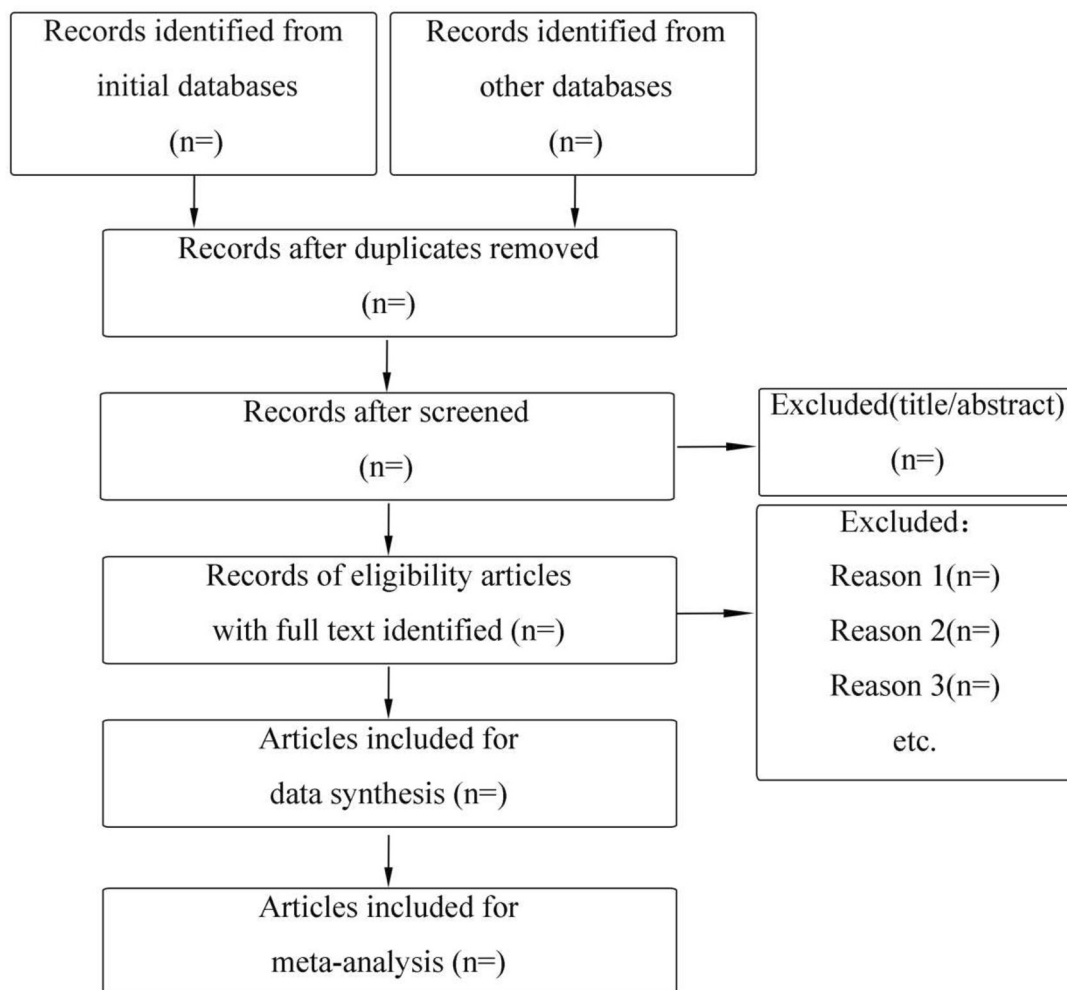 Records identified from
initial databases
(n=)
Records identified from
other databases
(n=)
Records after duplicates removed
(n=)
Records after screened
(n=)
Excluded(title/abstract)
(n=)
Records of eligibility articles
with full text identified (n=)
Excluded：
Reason 1(n=)
Reason 2(n=)
Reason 3(n=)
etc.
Articles included for
data synthesis (n=)
Articles included for
meta-analysis (n=)